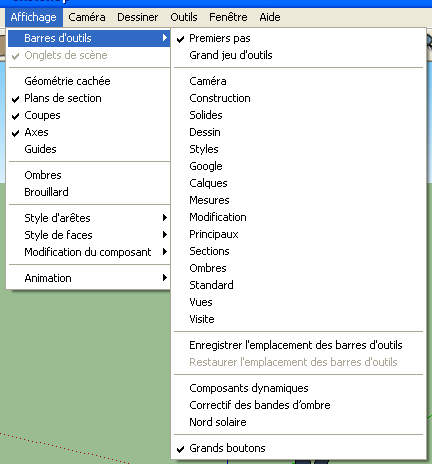 Affichage Caméra Dessiner Outils Fenêtre Aide
Barres d'outils
Onglets de scène
Géométrie cachée
Plans de section
Coupes
Axes
Guides
Ombres
Brouillard
Style d'arêtes
Style de faces
Modification du composant
Animation
Premiers pas
Grand jeu d'outils
Caméra
Construction
Solides
Dessin
Styles
Google
Calques
Mesures
Modification
Principaux
Sections
Ombres
Standard
Vues
Visite
Enregistrer l'emplacement des barres d'outils
Restaurer l'emplacement des barres d'outils
Composants dynamiques
Correctif des bandes d’ombre
Nord solaire
Grands boutons